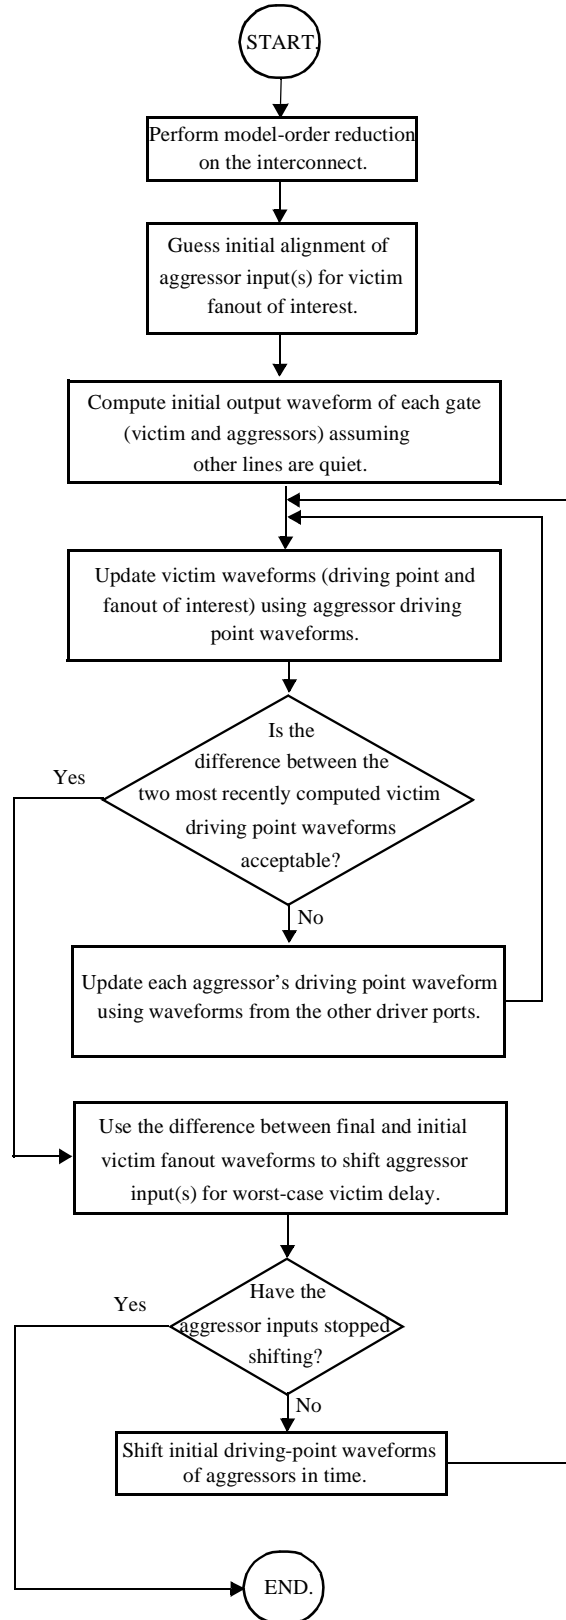 START.
Perform model-order reduction
on the interconnect.
Guess initial alignment of
aggressor input(s) for victim
fanout of interest.
Compute initial output waveform of each gate
(victim and aggressors) assuming
other lines are quiet.
Update victim waveforms (driving point and
fanout of interest) using aggressor driving
point waveforms.
Is the
difference between the
two most recently computed victim
driving point waveforms
acceptable?
Yes
No
Update each aggressor’s driving point waveform
using waveforms from the other driver ports.
Use the difference between final and initial
victim fanout waveforms to shift aggressor
input(s) for worst-case victim delay.
Have the
aggressor inputs stopped
shifting?
Yes
No
Shift initial driving-point waveforms
of aggressors in time.
END.